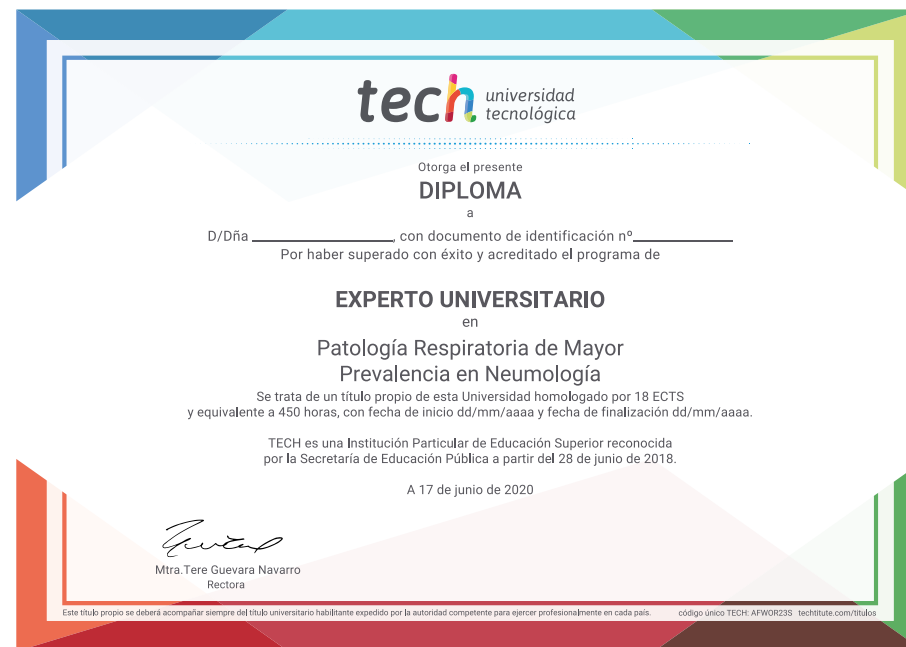 tech universidad
tecnológica
Otorga el presente
DIPLOMA
a
D/Dña ____________________, con documento de identificación nº______________
Por haber superado con éxito y acreditado el programa de
EXPERTO UNIVERSITARIO
en
Patología Respiratoria de Mayor
Prevalencia en Neumología
Se trata de un título propio de esta Universidad homologado por 18 ECTS
y equivalente a 450 horas, con fecha de inicio dd/mm/aaaa y fecha de finalización dd/mm/aaaa.
TECH es una Institución Particular de Educación Superior reconocida
por la Secretaría de Educación Pública a partir del 28 de junio de 2018.
A 17 de junio de 2020
Mtra.Tere Guevara Navarro
Rectora
Este título propio se deberá acompañar siempre del título universitario habilitante expedido por la autoridad competente para ejercer profesionalmente en cada país. código único TECH: AFWOR23S techtitute.com/titulos